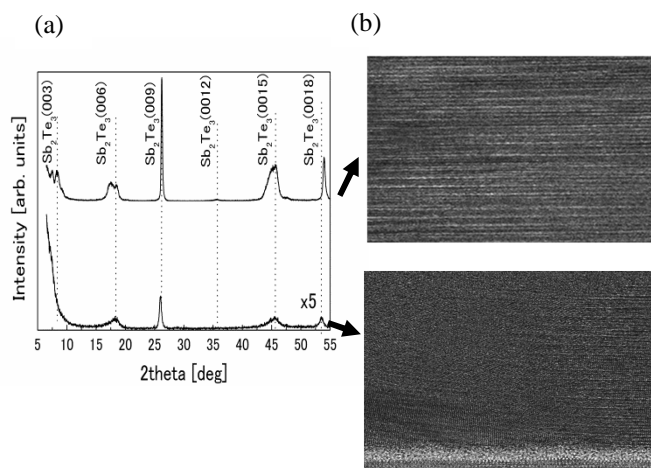 (a)
(b)
Sb2Te3(003)
Sb2Te3(006)
Sb2Te3(009)
Sb2Te3(0012)
Sb2Te3(0015)
Sb2Te3(0018)
Intensity [arb. units]
x5
5 10 15 20 25 30 35 40 45 50 55
2theta [deg]